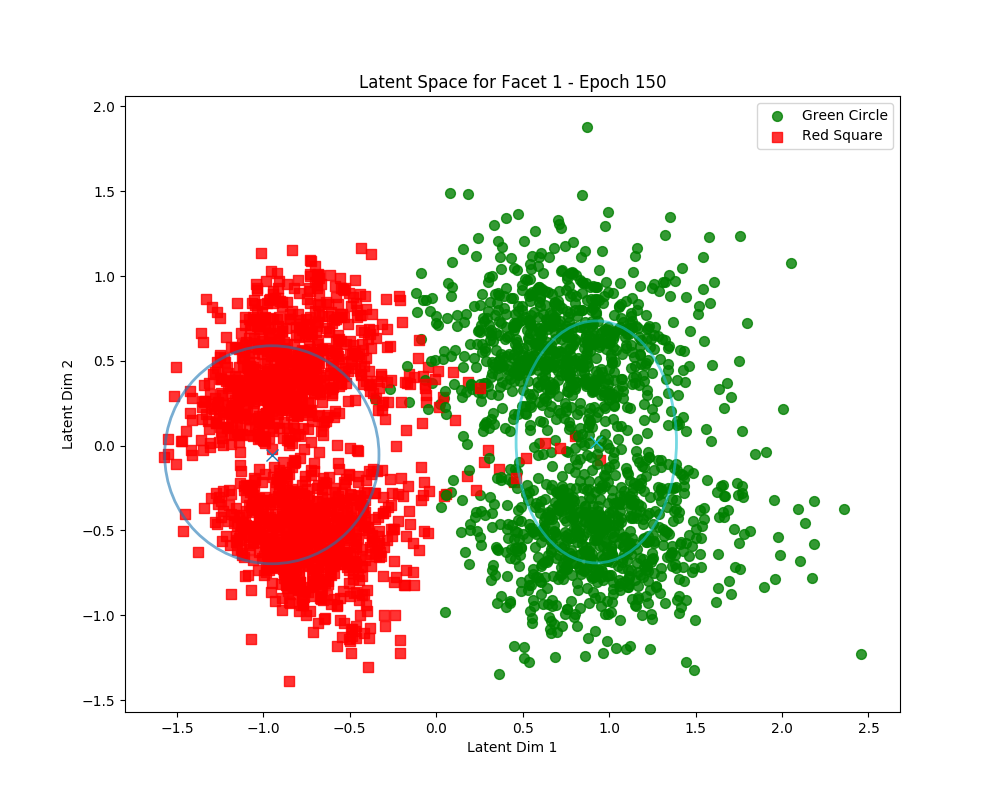 Latent Space for Facet 1 - Epoch 150
Green Circle
Red Square
2.0
1.5
1.0
0.5
0.0
−0.5
−1.0
−1.5
Latent Dim 2
−1.5 −1.0 −0.5 0.0 0.5 1.0 1.5 2.0 2.5
Latent Dim 1